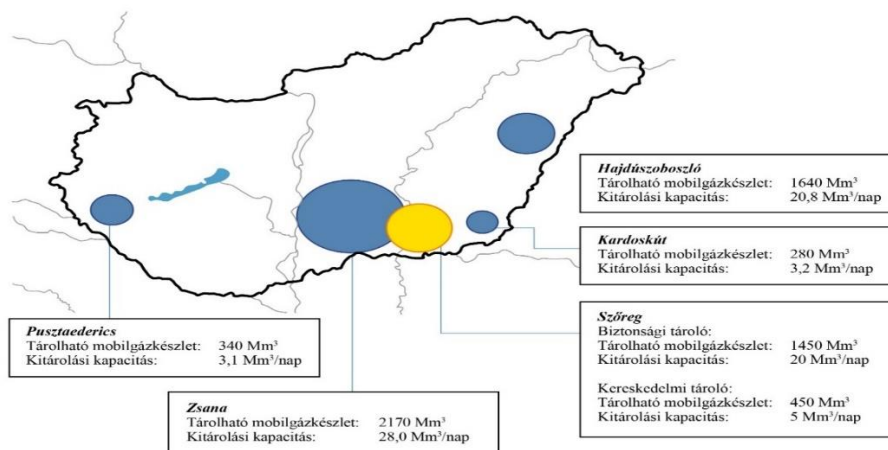 Hajdúszoboszló
Tárolható mobilgázkészlet: 1640 Mm³
Kitárolási kapacitás: 20,8 Mm³/nap
Kardoskút
Tárolható mobilgázkészlet: 280 Mm³
Kitárolási kapacitás: 3,2 Mm³/nap
Szőreg
Biztonsági tároló:
Tárolható mobilgázkészlet: 1450 Mm³
Kitárolási kapacitás: 20 Mm³/nap
Kereskedelmi tároló:
Tárolható mobilgázkészlet: 450 Mm³
Kitárolási kapacitás: 5 Mm³/nap
Pusztaederics
Tárolható mobilgázkészlet: 340 Mm³
Kitárolási kapacitás: 3,1 Mm³/nap
Zsana
Tárolható mobilgázkészlet: 2170 Mm³
Kitárolási kapacitás: 28,0 Mm³/nap